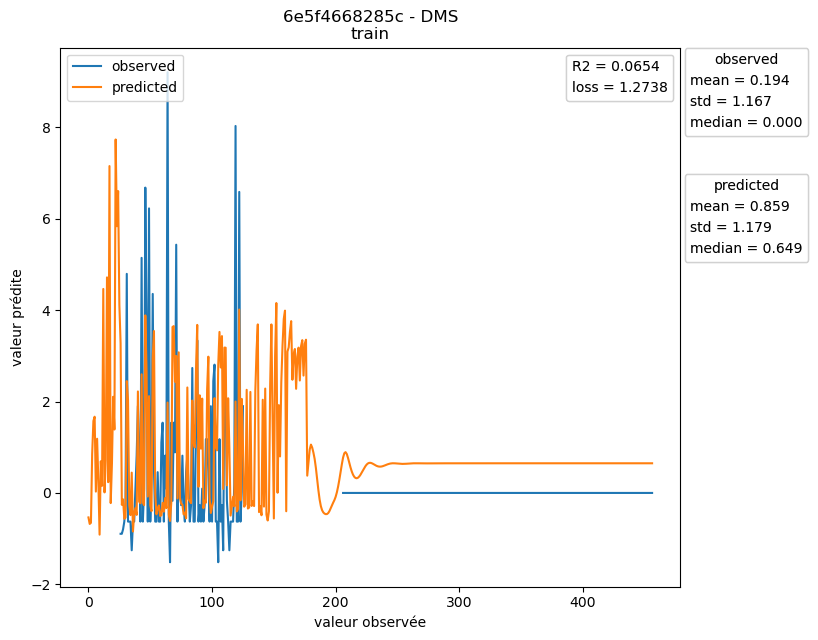 6e5f4668285c - DMS
train
observed
predicted
R2 = 0.0654
loss = 1.2738
observed
mean = 0.194
std = 1.167
median = 0.000
predicted
mean = 0.859
std = 1.179
median = 0.649
valeur prédite
8
6
4
2
0
−2
0
100
200
300
400
valeur observée